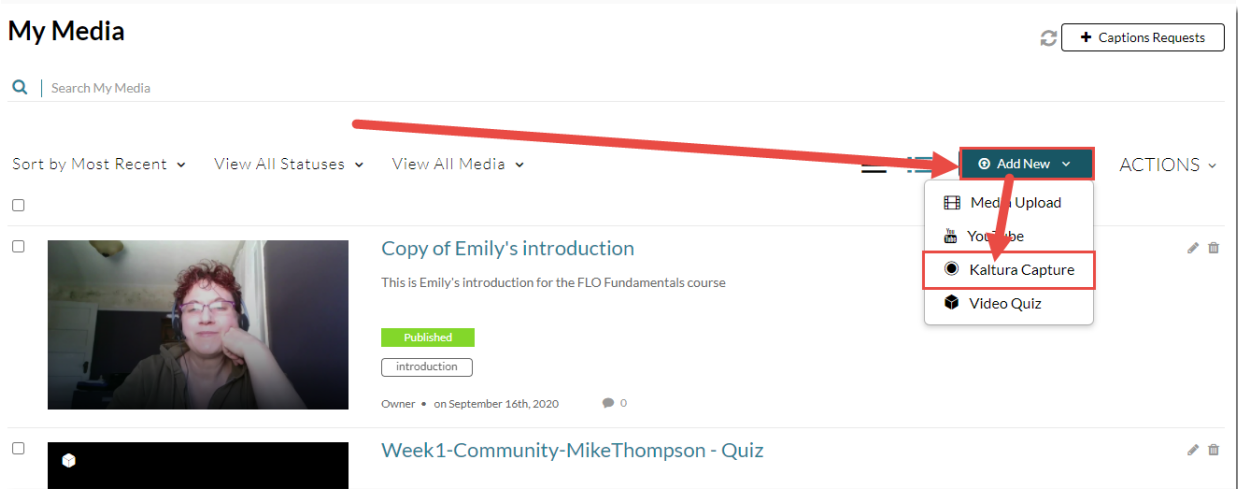 My Media
+ Captions Requests
Search My Media
Sort by Most Recent
View All Statuses
View All Media
Add New
ACTIONS
Media Upload
YouTube
Kaltura Capture
Video Quiz
Copy of Emily's introduction
This is Emily's introduction for the FLO Fundamentals course
Published
introduction
Owner • on September 16th, 2020
0
Week1-Community-MikeThompson - Quiz